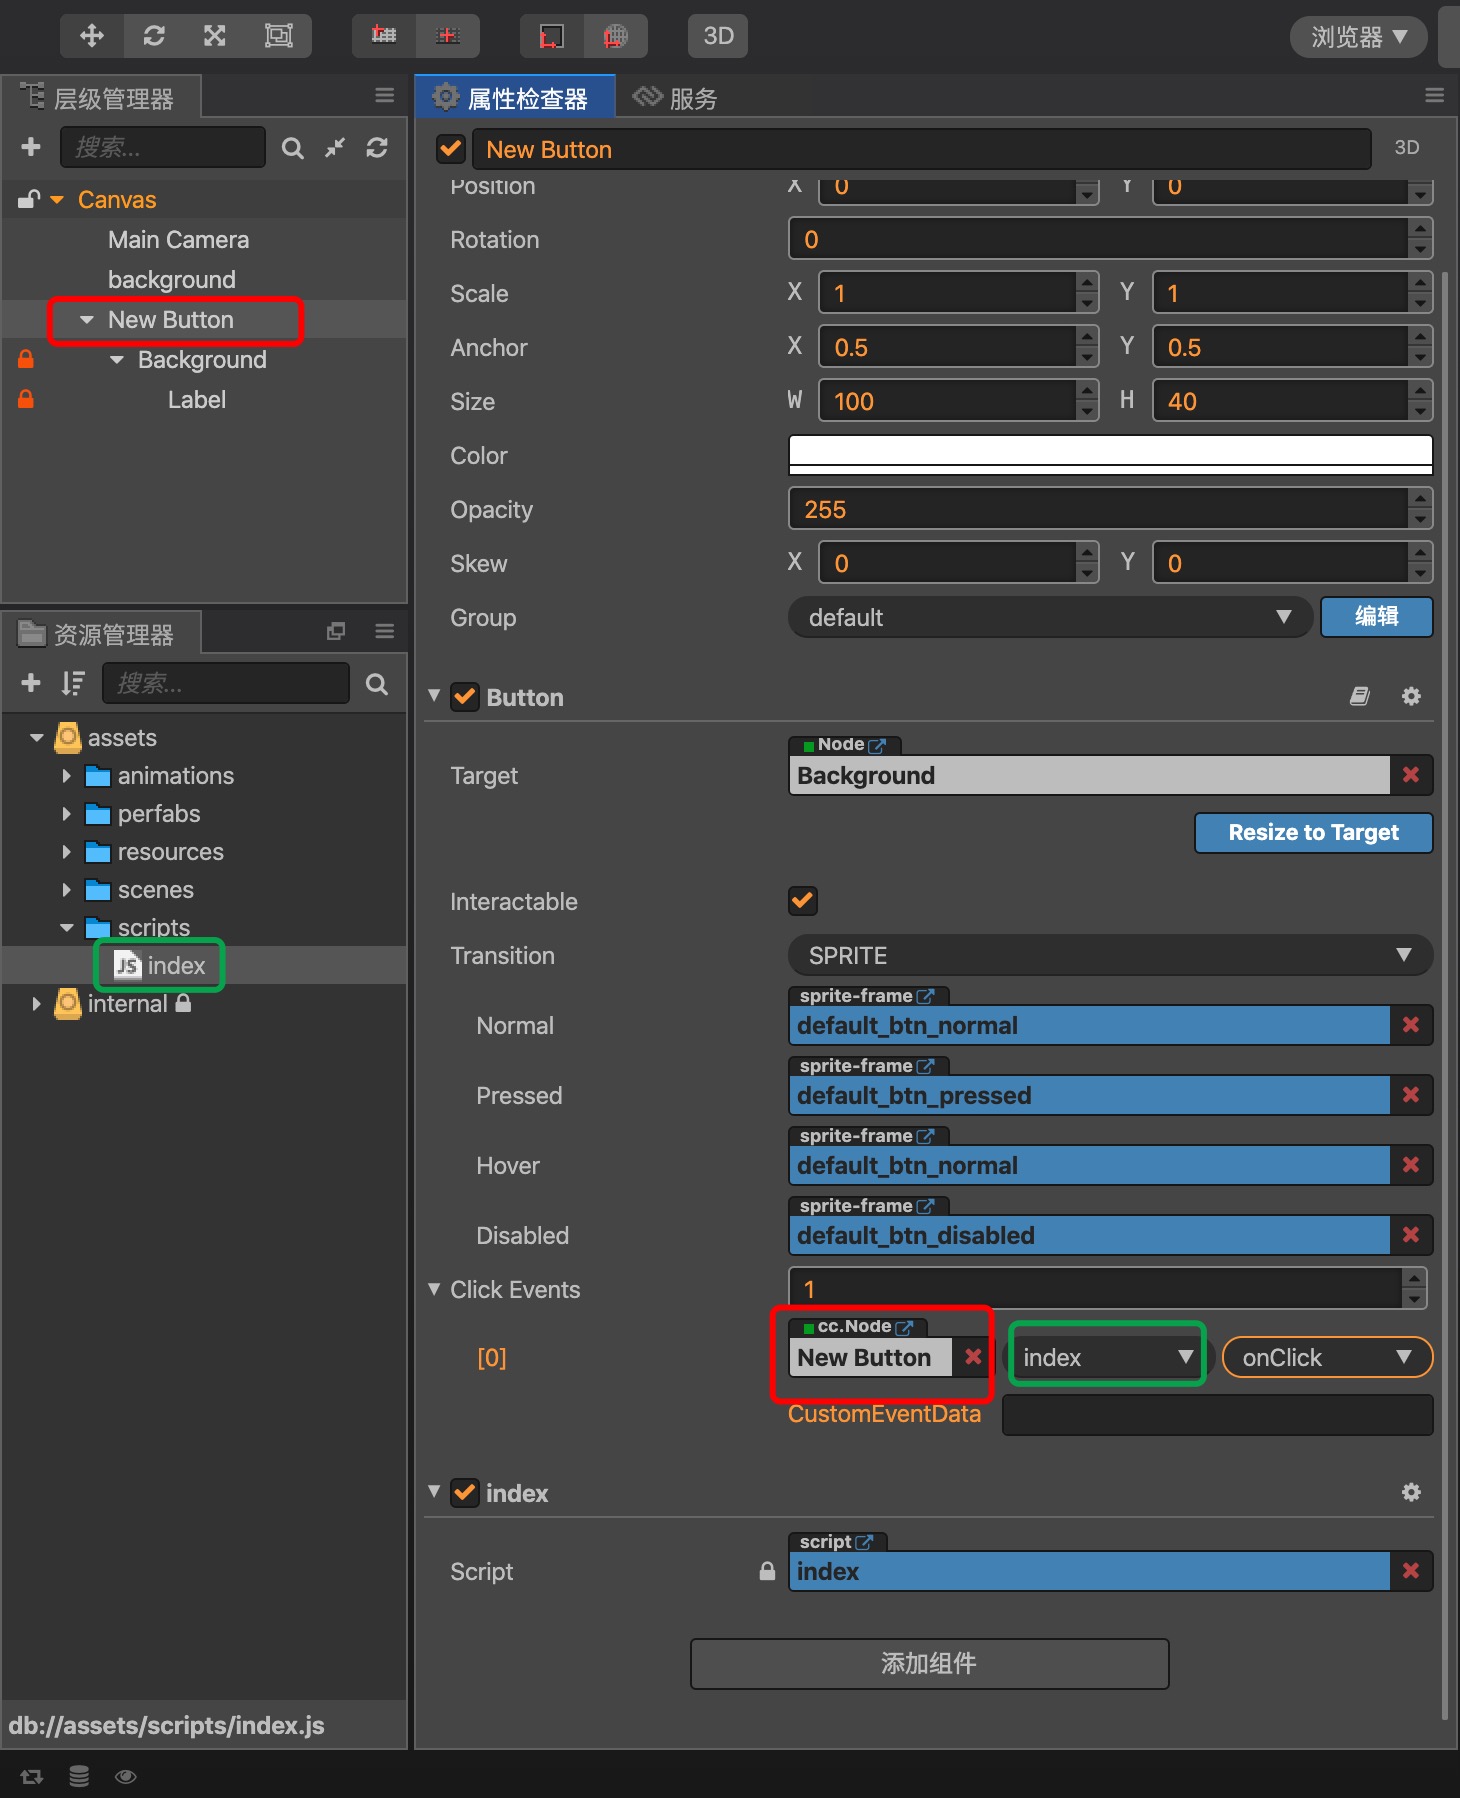 3D
浏览器
层级管理器
搜索...
Canvas
Main Camera
background
New Button
Background
Label
资源管理器
搜索...
assets
animations
perfabs
resources
scenes
scripts
JS index
internal
db://assets/scripts/index.js
属性检查器
服务
New Button 3D
Position X 0 Y 0
Rotation 0
Scale X 1 Y 1
Anchor X 0.5 Y 0.5
Size W 100 H 40
Color
Opacity 255
Skew X 0 Y 0
Group default 编辑
Button
Node
Target Background
Resize to Target
Interactable
Transition SPRITE
sprite-frame
Normal default_btn_normal
sprite-frame
Pressed default_btn_pressed
sprite-frame
Hover default_btn_normal
sprite-frame
Disabled default_btn_disabled
Click Events 1
cc.Node
[0] New Button index onClick
CustomEventData
index
script
Script index
添加组件